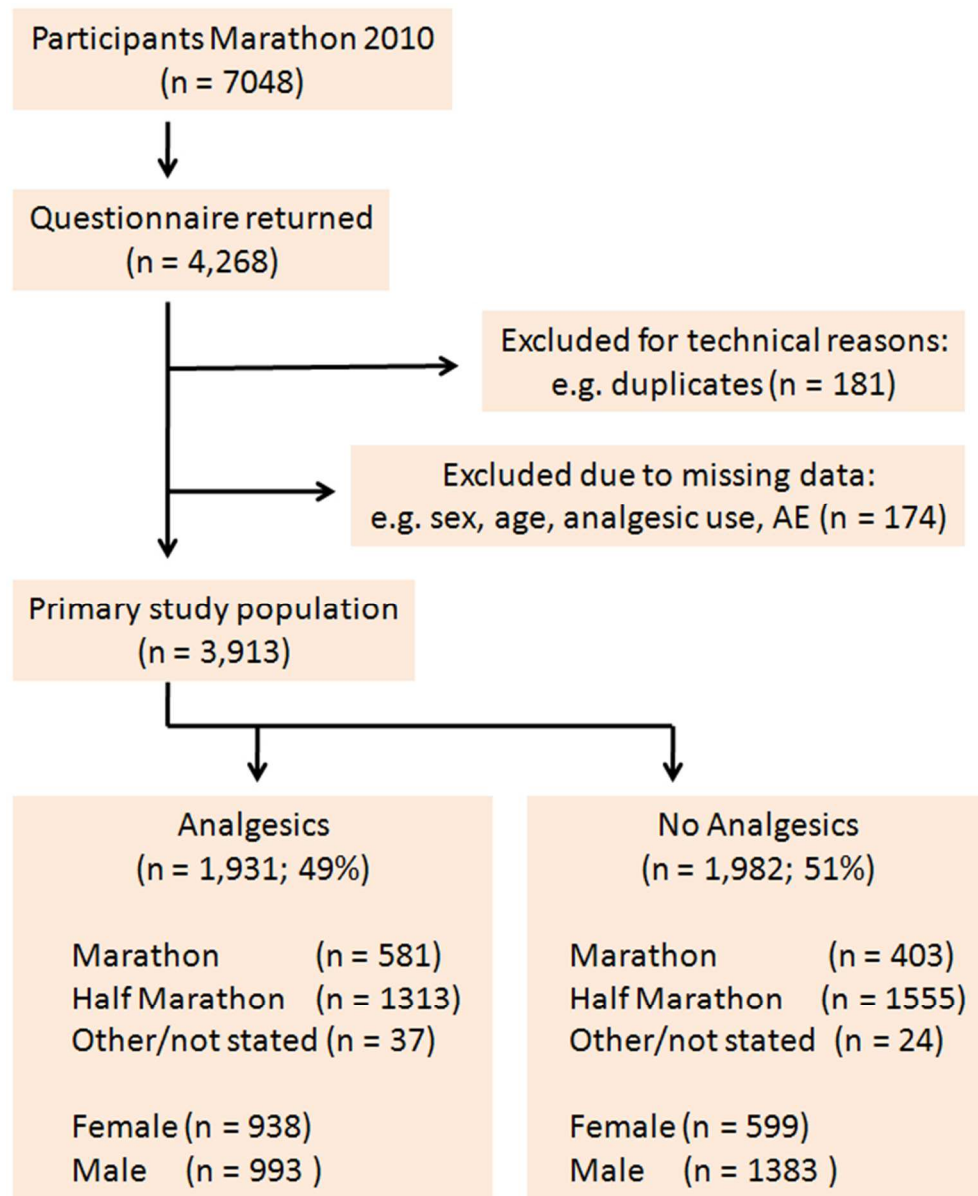 Participants Marathon 2010
(n = 7048)
Questionnaire returned
(n = 4,268)
Excluded for technical reasons:
e.g. duplicates (n = 181)
Excluded due to missing data:
e.g. sex, age, analgesic use, AE (n = 174)
Primary study population
(n = 3,913)
Analgesics
(n = 1,931; 49%)
Marathon (n = 581)
Half Marathon (n = 1313)
Other/not stated (n = 37)
Female (n = 938)
Male (n = 993 )
No Analgesics
(n = 1,982; 51%)
Marathon (n = 403)
Half Marathon (n = 1555)
Other/not stated (n = 24)
Female (n = 599)
Male (n = 1383 )